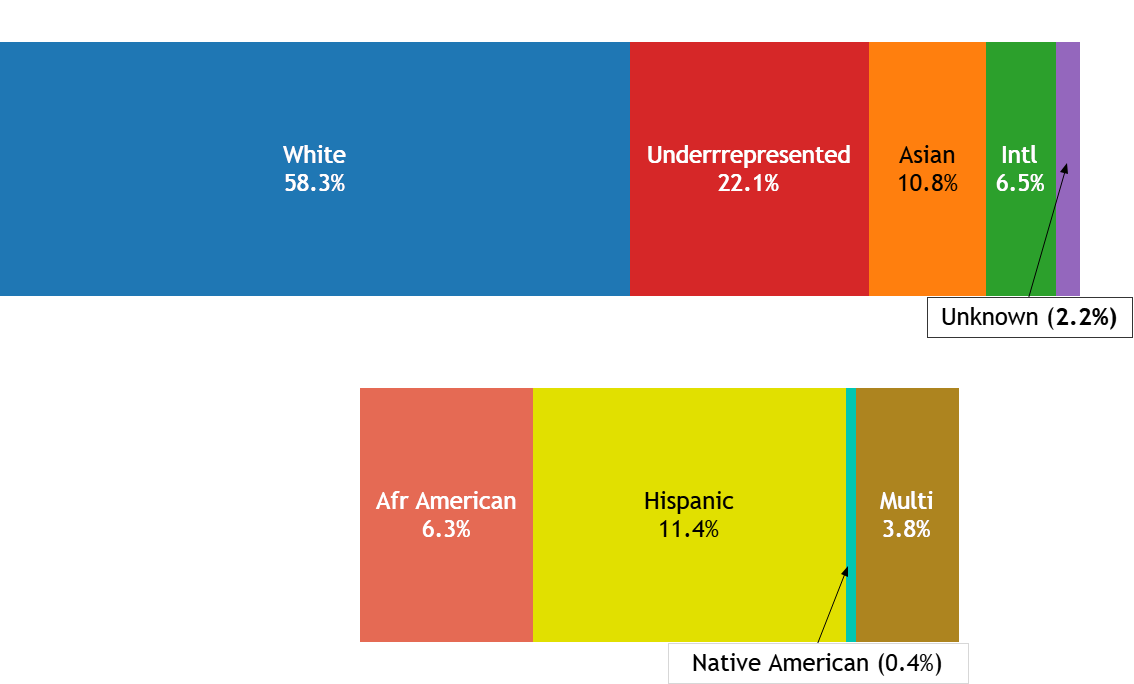 White
58.3%
Underrrepresented
22.1%
Asian
10.8%
Intl
6.5%
Unknown (2.2%)
Afr American
6.3%
Hispanic
11.4%
Multi
3.8%
Native American (0.4%)